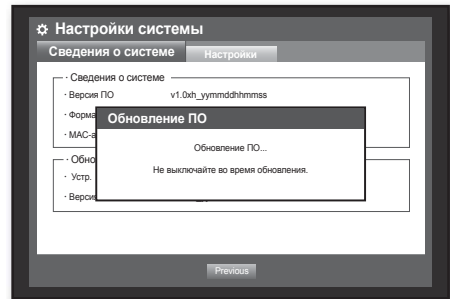 Настройки системы
Сведения о системе
Настройки
· Сведения о системе
· Версия ПО v1.0xh_yymmddhhmmss
· Форма
· MAC-а
Обновление ПО
Обновление ПО...
Не выключайте во время обновления.
· Обно
· Устр.
· Верси
Previous